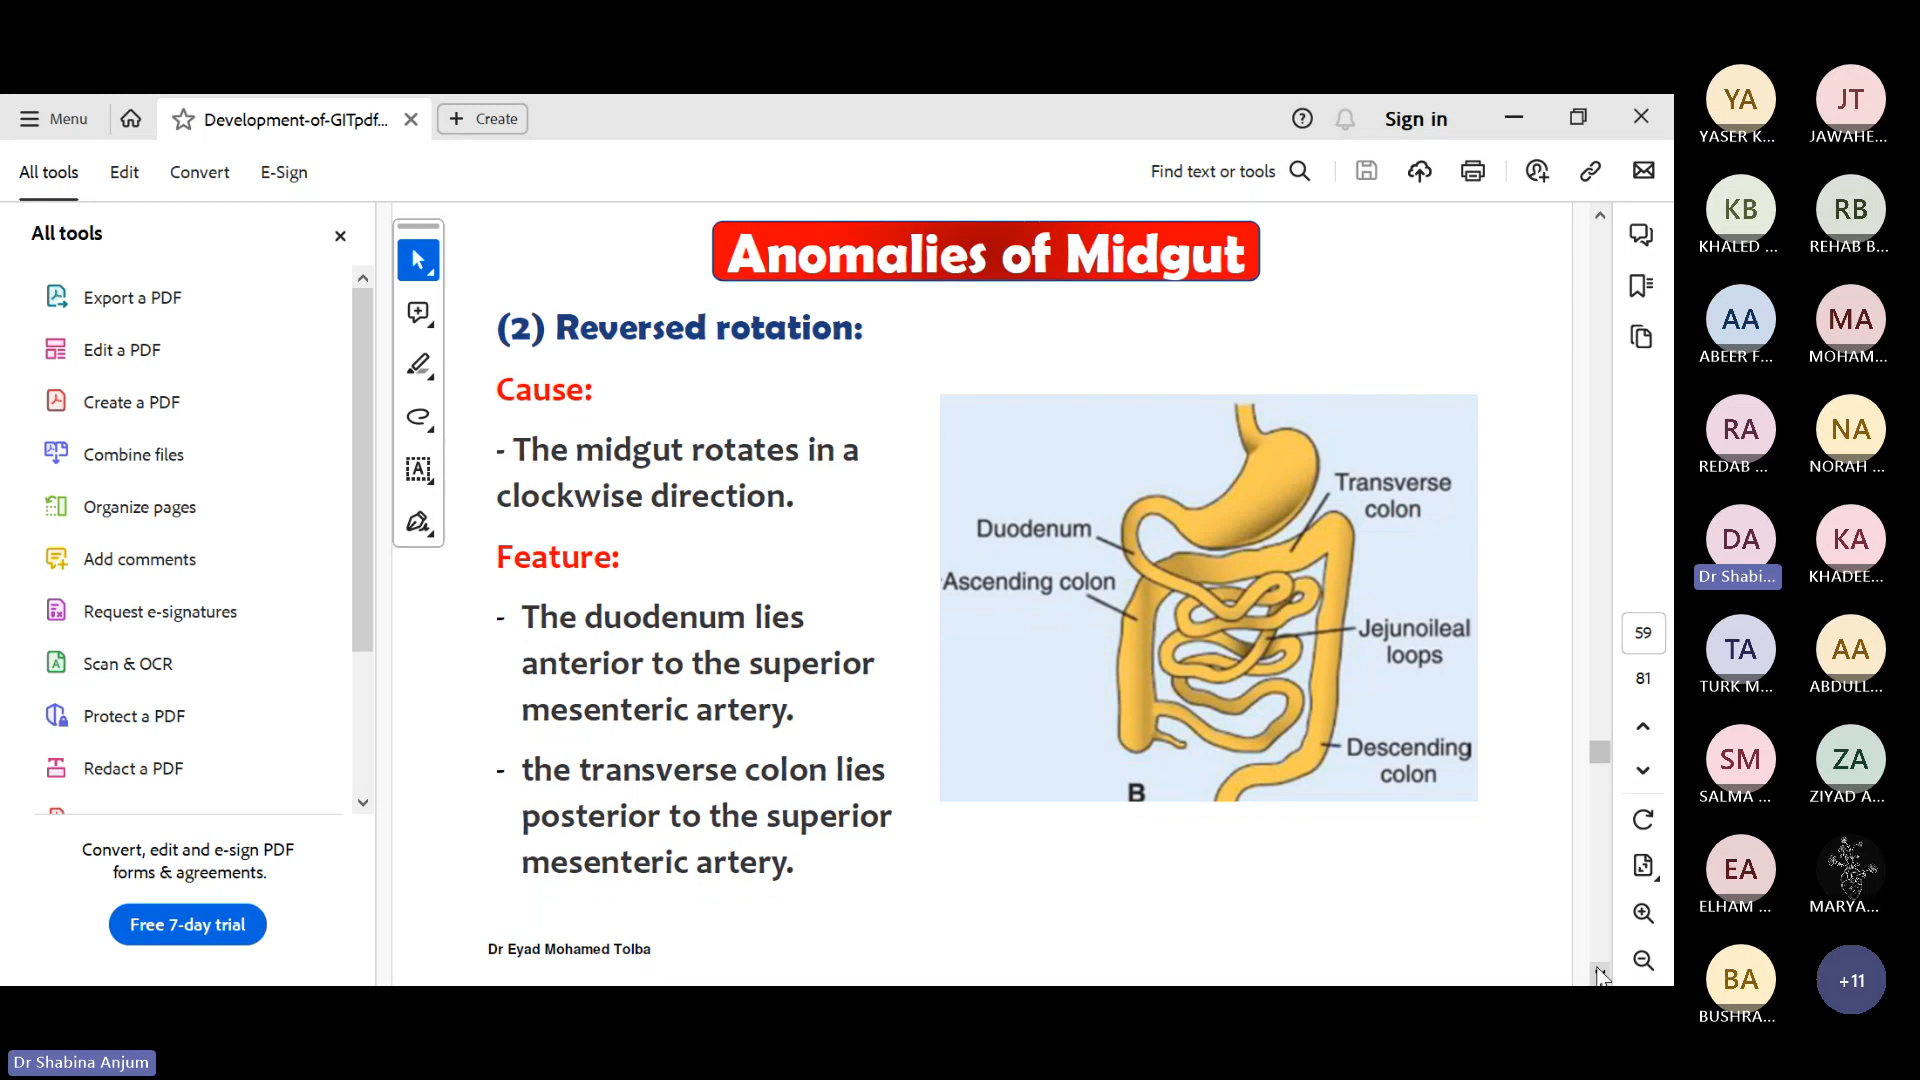 Menu
Development-of-GITpdf...
Create
Sign in
All tools
Edit
Convert
E-Sign
Find text or tools
All tools
Export a PDF
Edit a PDF
Create a PDF
Combine files
Organize pages
Add comments
Request e-signatures
Scan & OCR
Protect a PDF
Redact a PDF
Convert, edit and e-sign PDF
forms & agreements.
Free 7-day trial
Anomalies of Midgut
(2) Reversed rotation:
Cause:
- The midgut rotates in a
clockwise direction.
Feature:
- The duodenum lies
anterior to the superior
mesenteric artery.
- the transverse colon lies
posterior to the superior
mesenteric artery.
Dr Eyad Mohamed Tolba
Transverse
colon
Duodenum
Ascending colon
Jejunoileal
loops
Descending
colon
B
59
81
YA
YASER K...
JT
JAWAHE...
KB
KHALED ...
RB
REHAB B...
AA
ABEER F...
MA
MOHAM...
RA
REDAB ...
NA
NORAH ...
DA
Dr Shabi...
KA
KHADEE...
TA
TURK M...
AA
ABDULL...
SM
SALMA ...
ZA
ZIYAD A...
EA
ELHAM ...
MARYA...
BA
BUSHRA...
+11
Dr Shabina Anjum